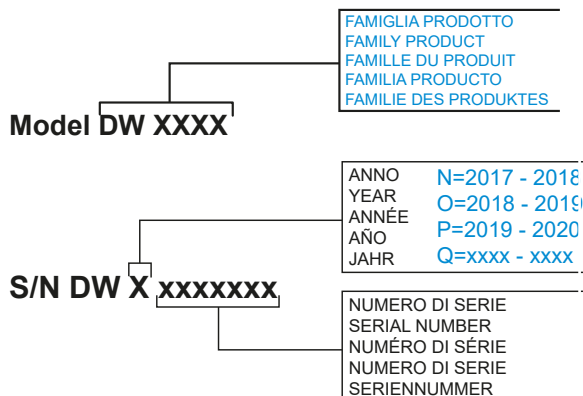 FAMIGLIA PRODOTTO
FAMILY PRODUCT
FAMILLE DU PRODUIT
FAMILIA PRODUCTO
FAMILIE DES PRODUKTES
Model DW XXXX
ANNO
YEAR
ANNÉE
AÑO
JAHR
N=2017 - 2018
O=2018 - 2019
P=2019 - 2020
Q=xxxx - xxxx
S/N DW X xxxxxxx
NUMERO DI SERIE
SERIAL NUMBER
NUMÉRO DI SÉRIE
NUMERO DI SERIE
SERIENNUMMER